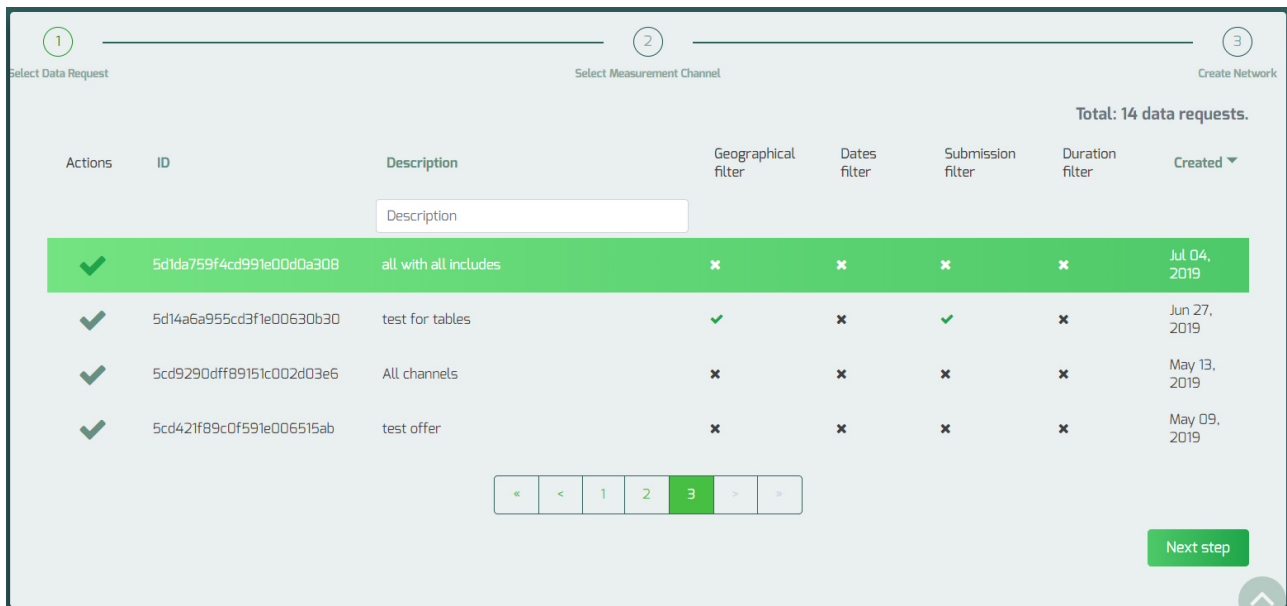 1
2
3
Select Data Request
Select Measurement Channel
Create Network
Total: 14 data requests.
Actions ID Description Geographical filter Dates filter Submission filter Duration filter Created
Description
5d1da759f4cd991e00d0a308 all with all includes Jul 04, 2019
5d14a6a955cd3f1e00630b30 test for tables Jun 27, 2019
5cd9290dff89151c002d03e6 All channels May 13, 2019
5cd421f89c0f591e006515ab test offer May 09, 2019
« < 1 2 3 > »
Next step